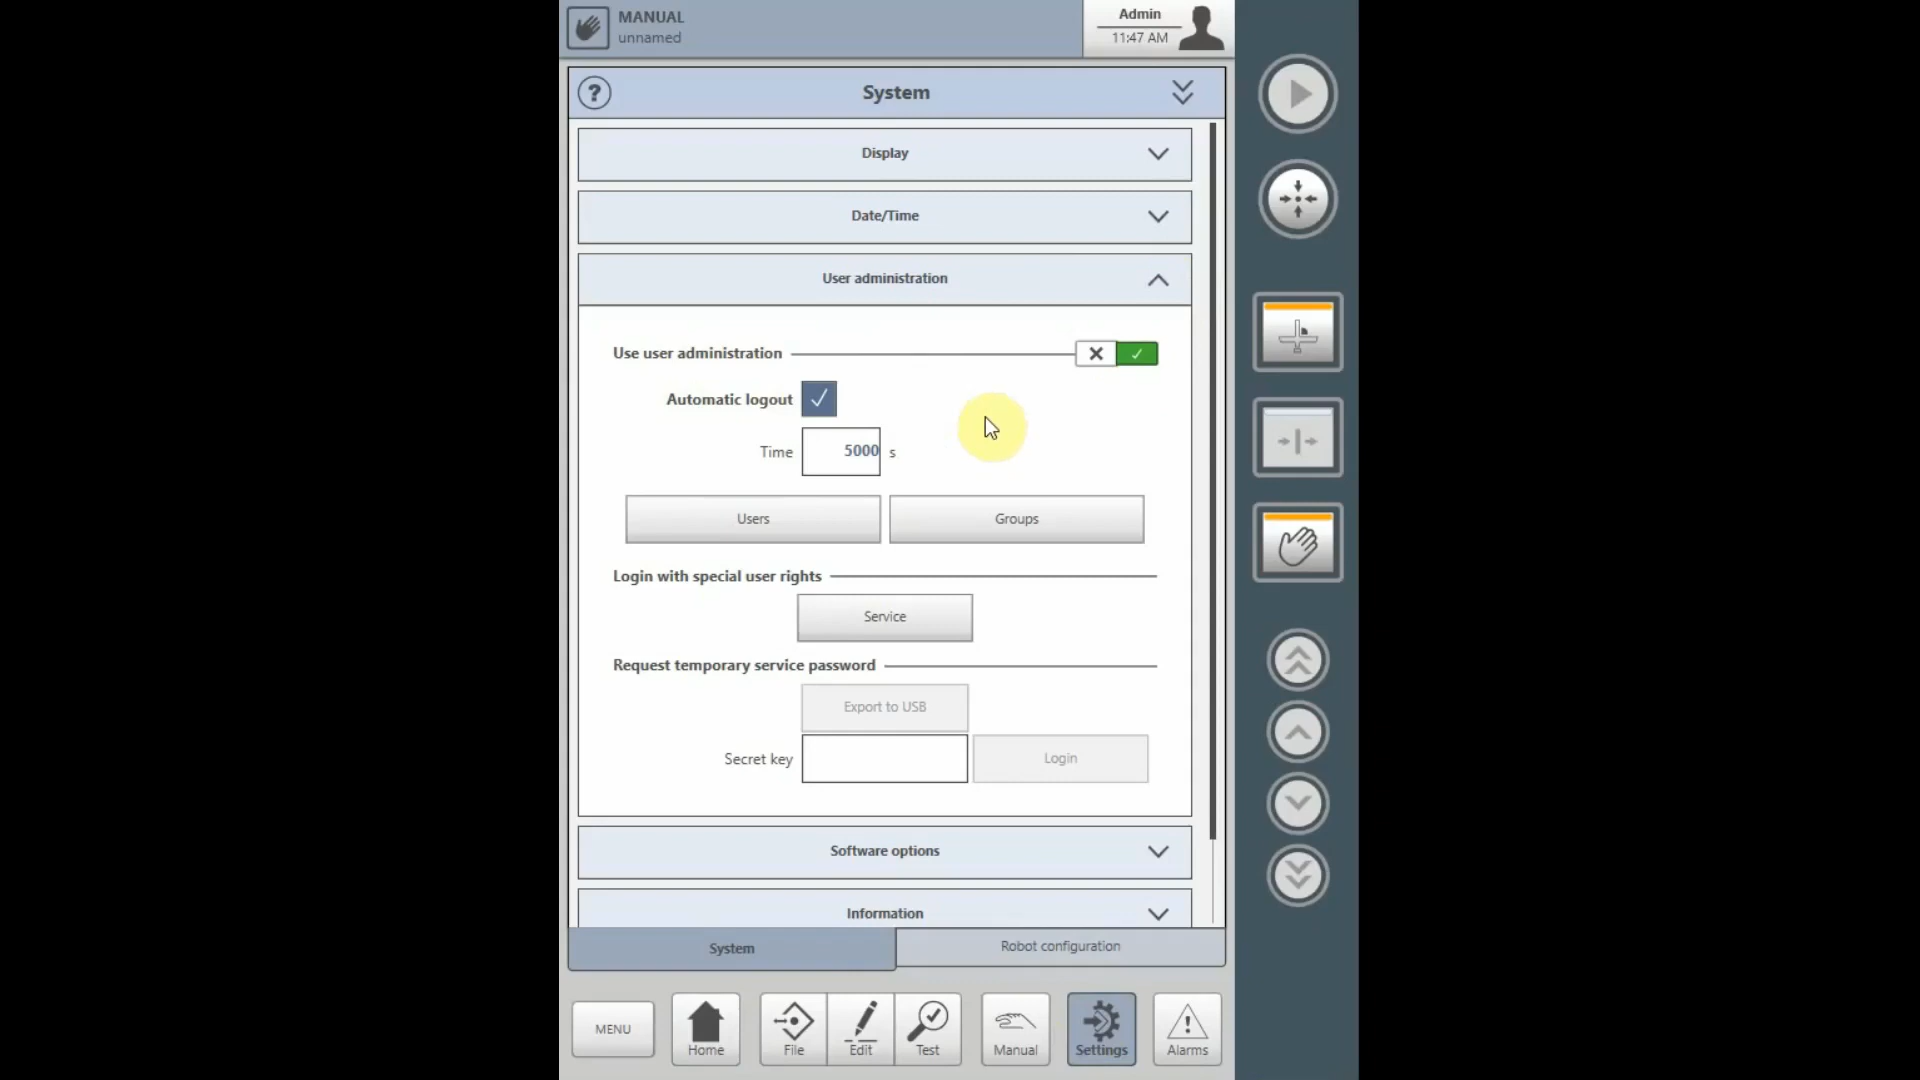 MANUAL
unnamed
Admin
11:47 AM
?
System
Display
Date/Time
User administration
Use user administration
Automatic logout
Time 5000 s
Users Groups
Login with special user rights
Service
Request temporary service password
Export to USB
Secret key Login
Software options
Information
System Robot configuration
MENU Home File Edit Test Manual Settings Alarms